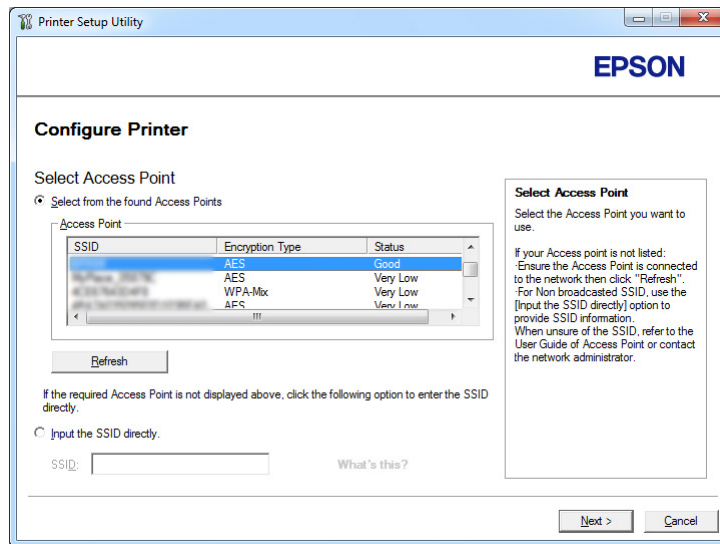 Printer Setup Utility
EPSON
Configure Printer
Select Access Point
Select from the found Access Points
Access Point
SSID Encryption Type Status
AES Good
AES Very Low
WPA-Mix Very Low
AES Very Low
Refresh
If the required Access Point is not displayed above, click the following option to enter the SSID
directly.
Input the SSID directly.
SSID:
What's this?
Select Access Point
Select the Access Point you want to
use.
If your Access point is not listed:
·Ensure the Access Point is connected
to the network then click "Refresh".
·For Non broadcasted SSID, use the
[Input the SSID directly] option to
provide SSID information.
When unsure of the SSID, refer to the
User Guide of Access Point or contact
the network administrator.
Next >
Cancel